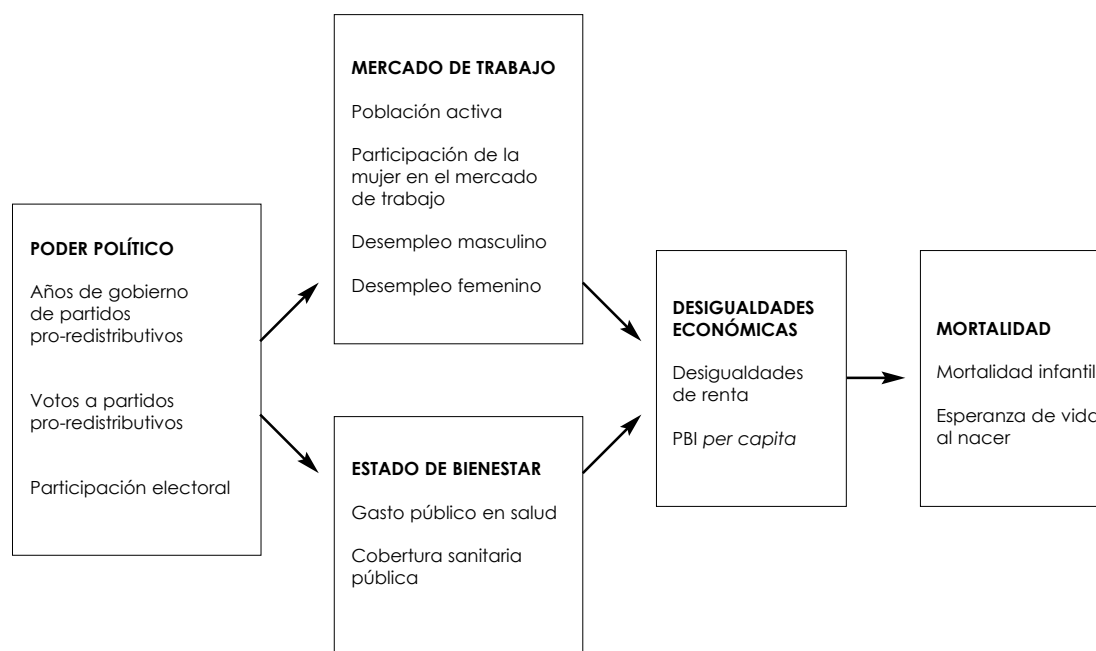 PODER POLÍTICO
Años de gobierno
de partidos
pro-redistributivos
Votos a partidos
pro-redistributivos
Participación electoral
MERCADO DE TRABAJO
Población activa
Participación de la
mujer en el mercado
de trabajo
Desempleo masculino
Desempleo femenino
ESTADO DE BIENESTAR
Gasto público en salud
Cobertura sanitaria
pública
DESIGUALDADES
ECONÓMICAS
Desigualdades
de renta
PBI per capita
MORTALIDAD
Mortalidad infantil
Esperanza de vida
al nacer